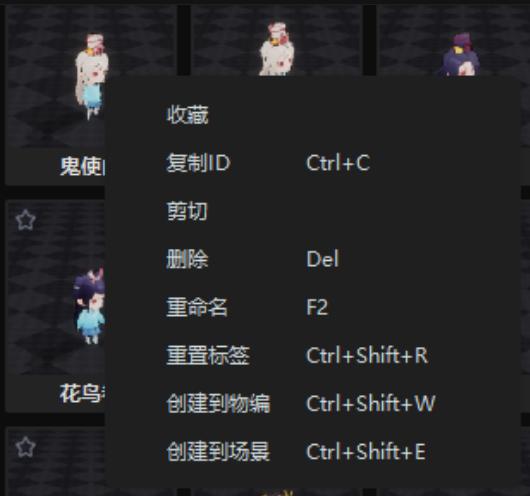 收藏
复制ID Ctrl+C
鬼使
剪切
删除 Del
重命名 F2
重置标签 Ctrl+Shift+R
花鸟
创建到物编 Ctrl+Shift+W
创建到场景 Ctrl+Shift+E